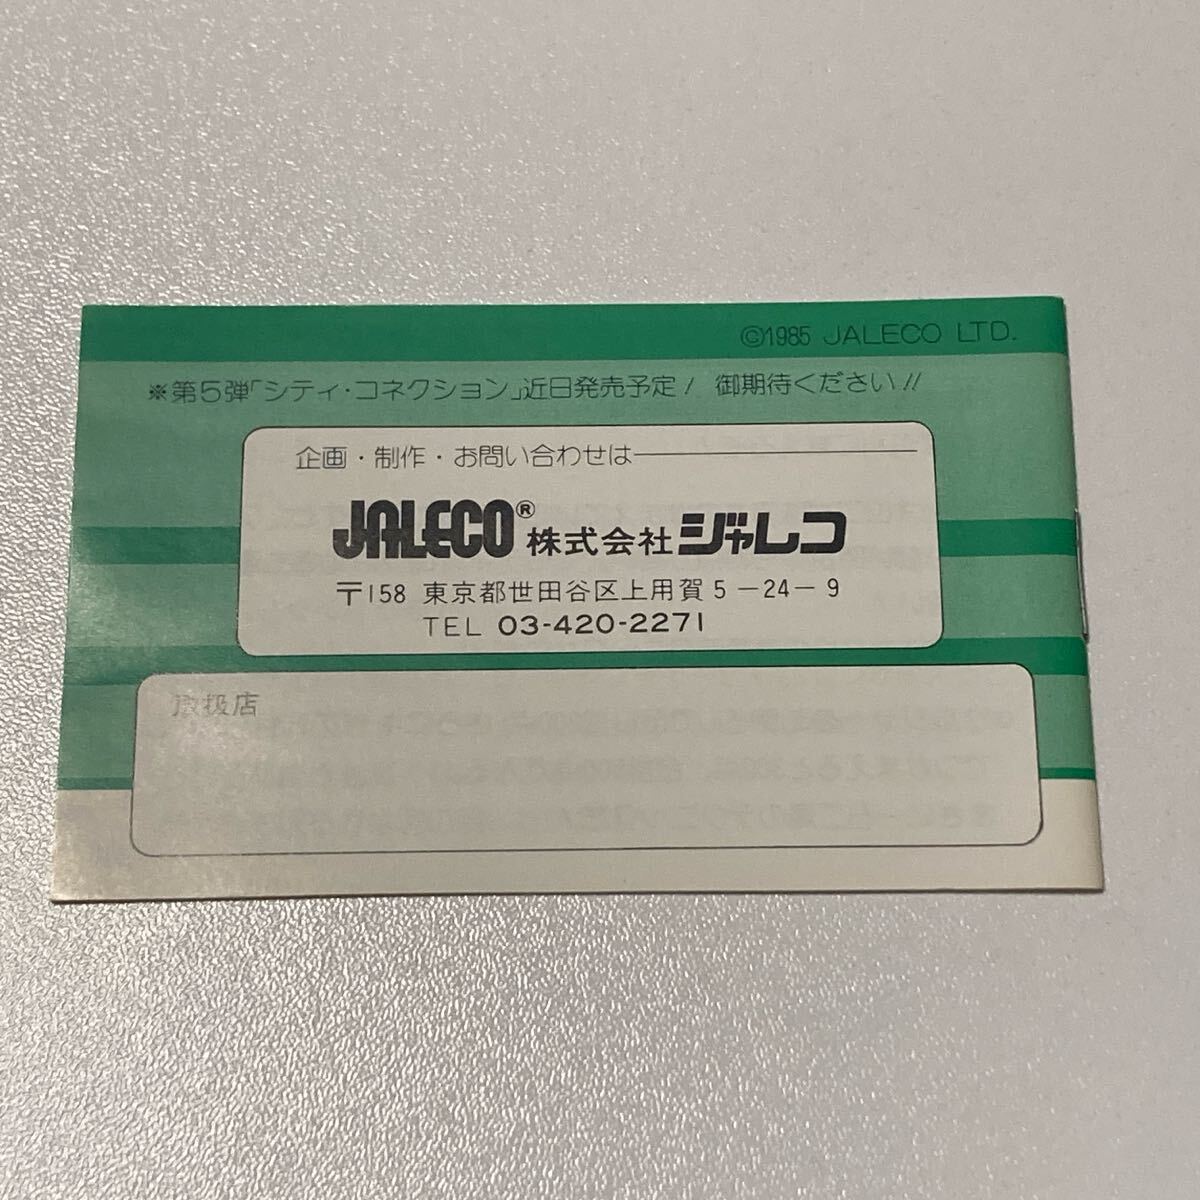 ©1985 JALECO LTD.
※第5弾「シティ・コネクション」近日発売予定! 御期待ください!!
企画・制作・お問い合わせは
JALECO® 株式会社ジャレコ
〒158 東京都世田谷区上用賀5-24-9
TEL 03-420-2271
取扱店